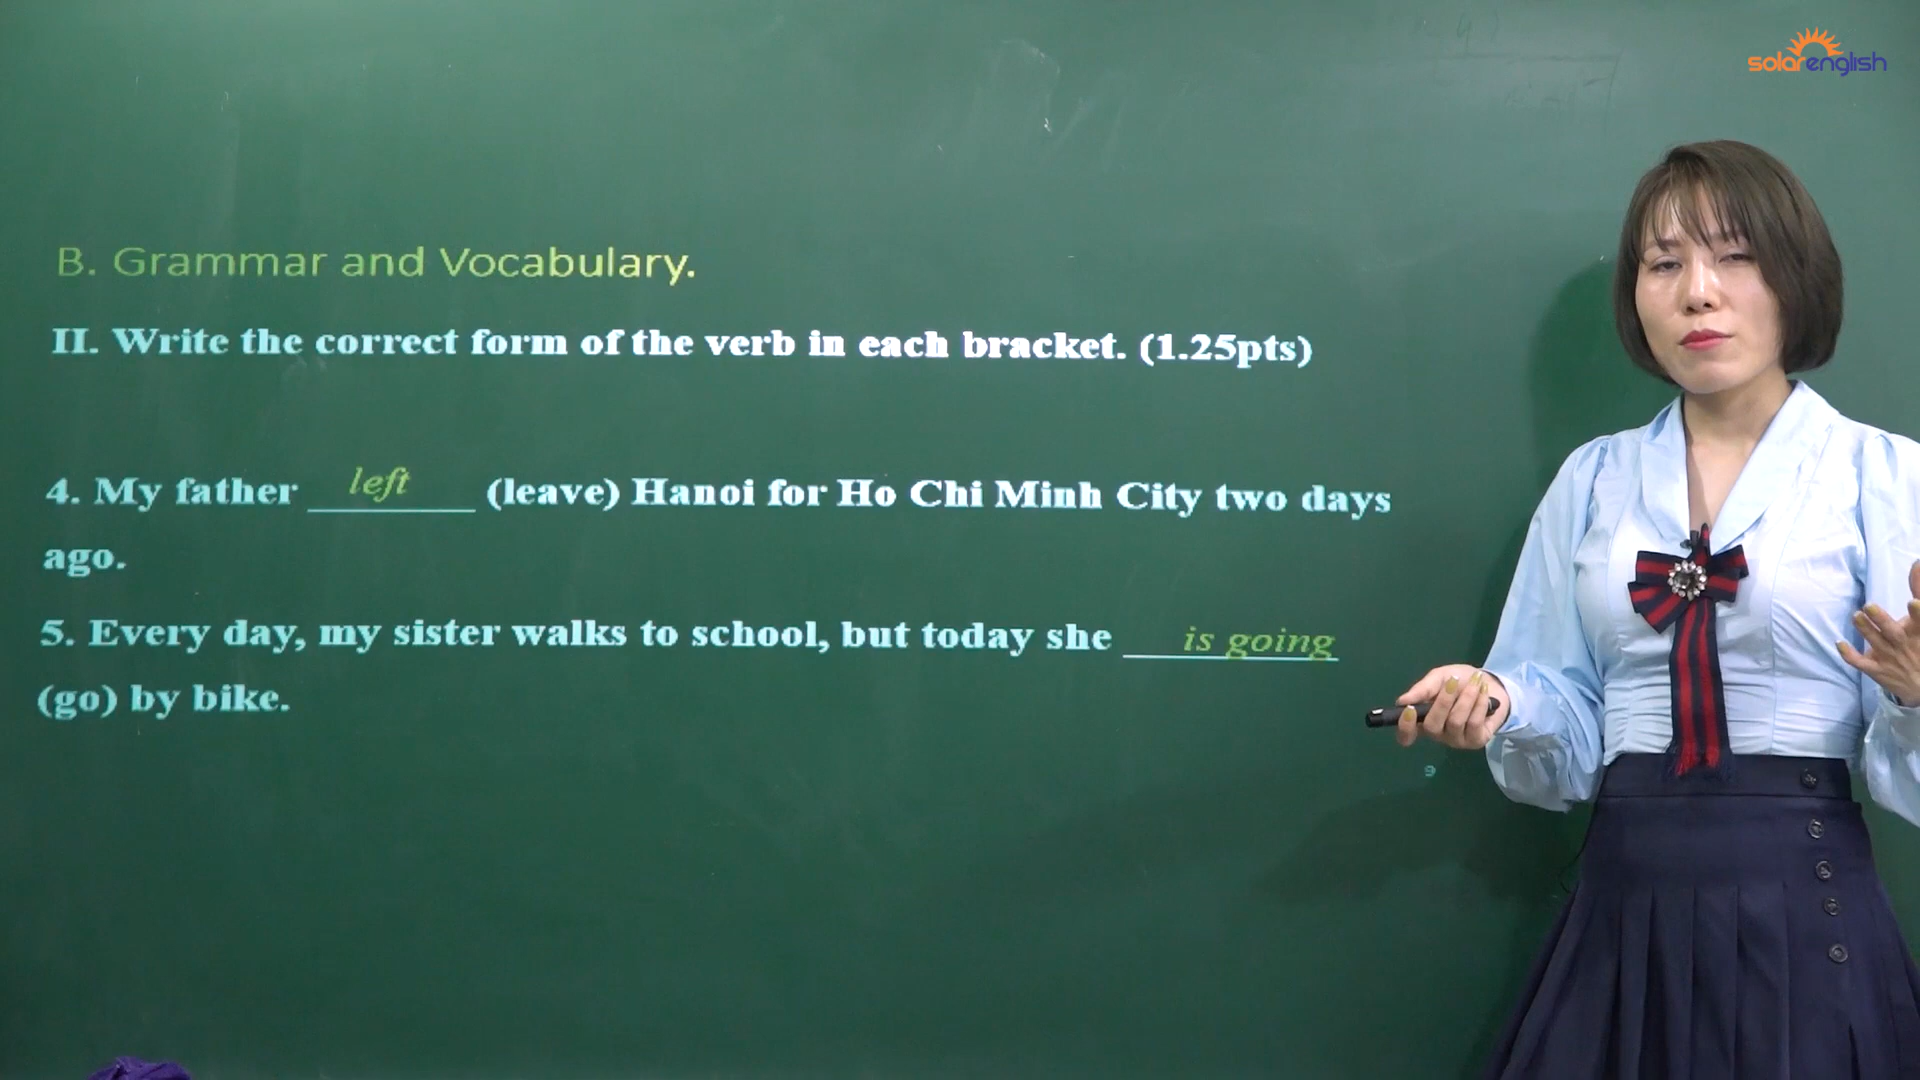 solarenglish
B. Grammar and Vocabulary.
II. Write the correct form of the verb in each bracket. (1.25pts)
4. My father left (leave) Hanoi for Ho Chi Minh City two days
ago.
5. Every day, my sister walks to school, but today she is going
(go) by bike.
9